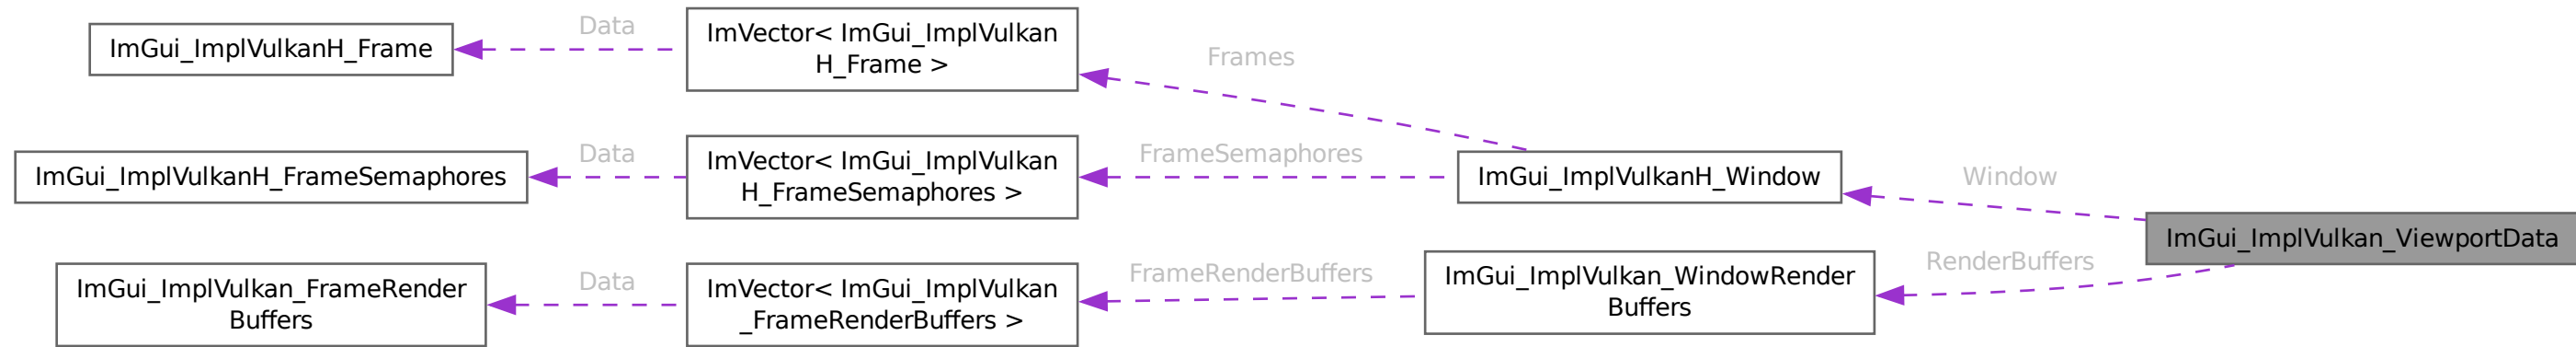 ImGui_ImplVulkanH_Frame
Data
ImVector< ImGui_ImplVulkan
H_Frame >
Frames
ImGui_ImplVulkanH_FrameSemaphores
Data
ImVector< ImGui_ImplVulkan
H_FrameSemaphores >
FrameSemaphores
ImGui_ImplVulkanH_Window
Window
ImGui_ImplVulkan_ViewportData
ImGui_ImplVulkan_FrameRender
Buffers
Data
ImVector< ImGui_ImplVulkan
_FrameRenderBuffers >
FrameRenderBuffers
ImGui_ImplVulkan_WindowRender
Buffers
RenderBuffers